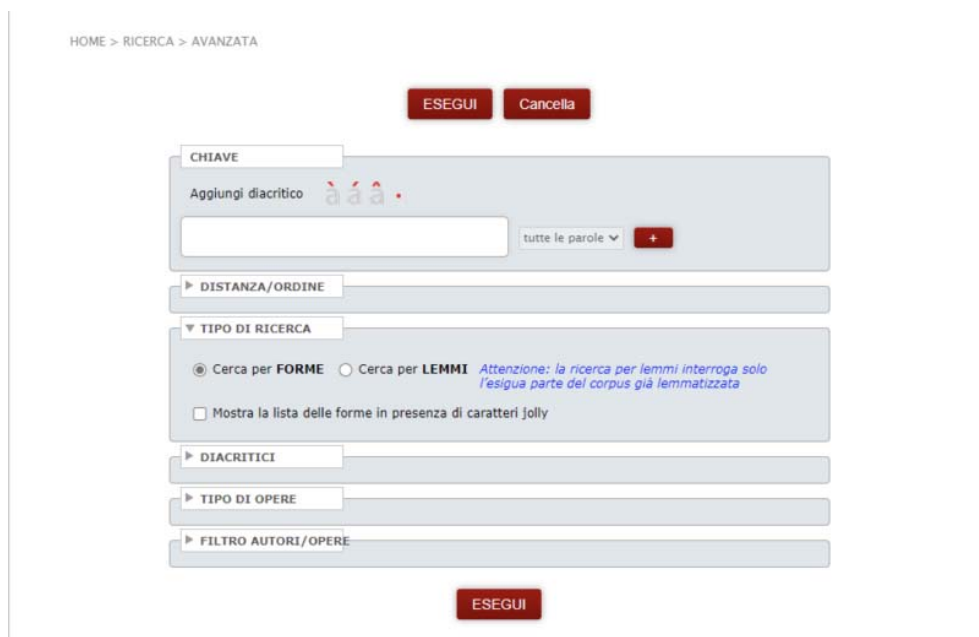 HOME > RICERCA > AVANZATA
ESEGUI Cancella
CHIAVE
Aggiungi diacritico à á â •
tutte le parole +
DISTANZA/ORDINE
TIPO DI RICERCA
Cerca per FORME Cerca per LEMMI Attenzione: la ricerca per lemmi interroga solo
l'esigua parte del corpus già lemmatizzata
Mostra la lista delle forme in presenza di caratteri jolly
DIACRITICI
TIPO DI OPERE
FILTRO AUTORI/OPERE
ESEGUI